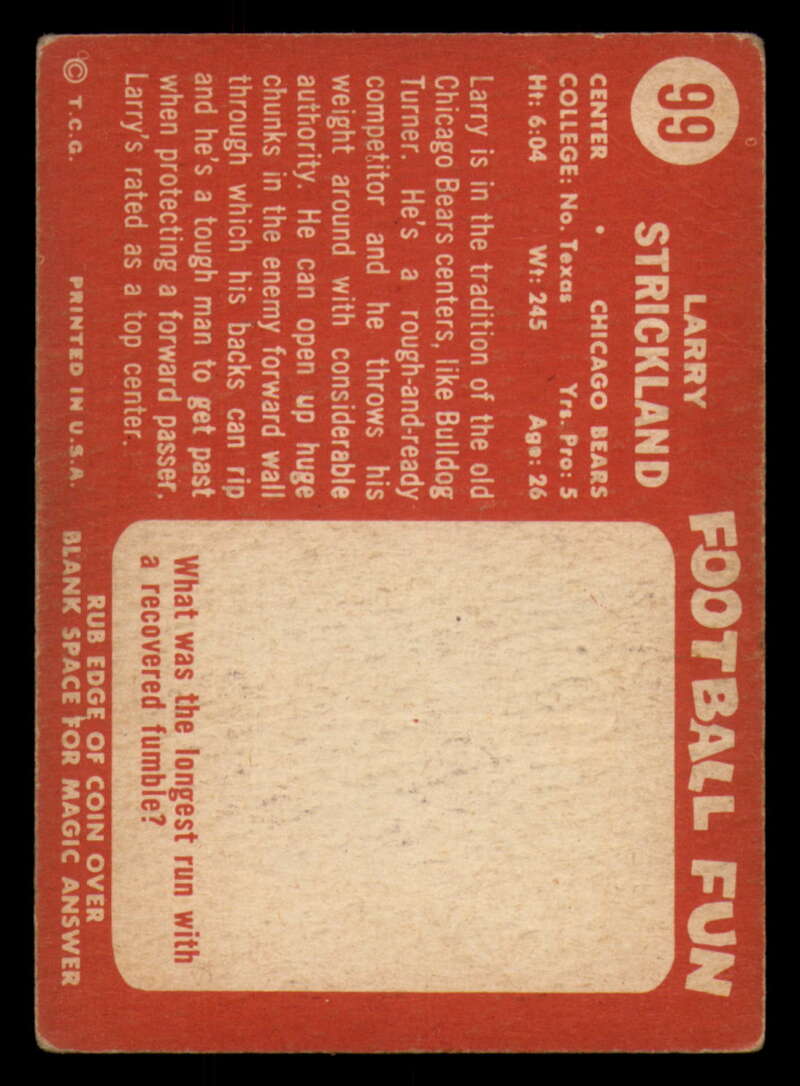 99
LARRY
STRICKLAND
CENTER • CHICAGO BEARS
COLLEGE: No. Texas Yrs. Pro: 5
Ht: 6:04 Wt: 245 Age: 26
Larry is in the tradition of the old
Chicago Bears centers, like Bulldog
Turner. He's a rough-and-ready
competitor and he throws his
weight around with considerable
authority. He can open up huge
chunks in the enemy forward wall
through which his backs can rip
and he's a tough man to get past
when protecting a forward passer.
Larry's rated as a top center.
© T.C.G. PRINTED IN U.S.A.
FOOTBALL FUN
What was the longest run with
a recovered fumble?
RUB EDGE OF COIN OVER
BLANK SPACE FOR MAGIC ANSWER